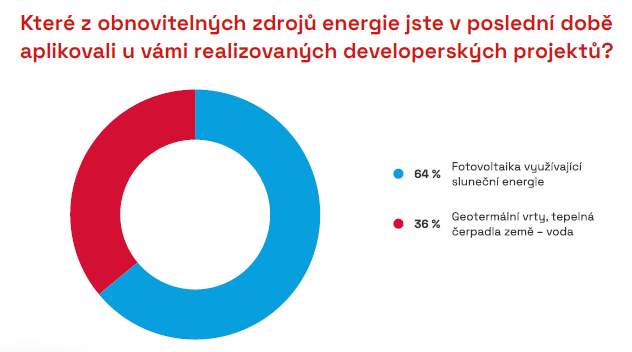 Které z obnovitelných zdrojů energie jste v poslední době
aplikovali u vámi realizovaných developerských projektů?
64 % Fotovoltaika využívající
sluneční energie
36 % Geotermální vrty, tepelná
čerpadla země – voda